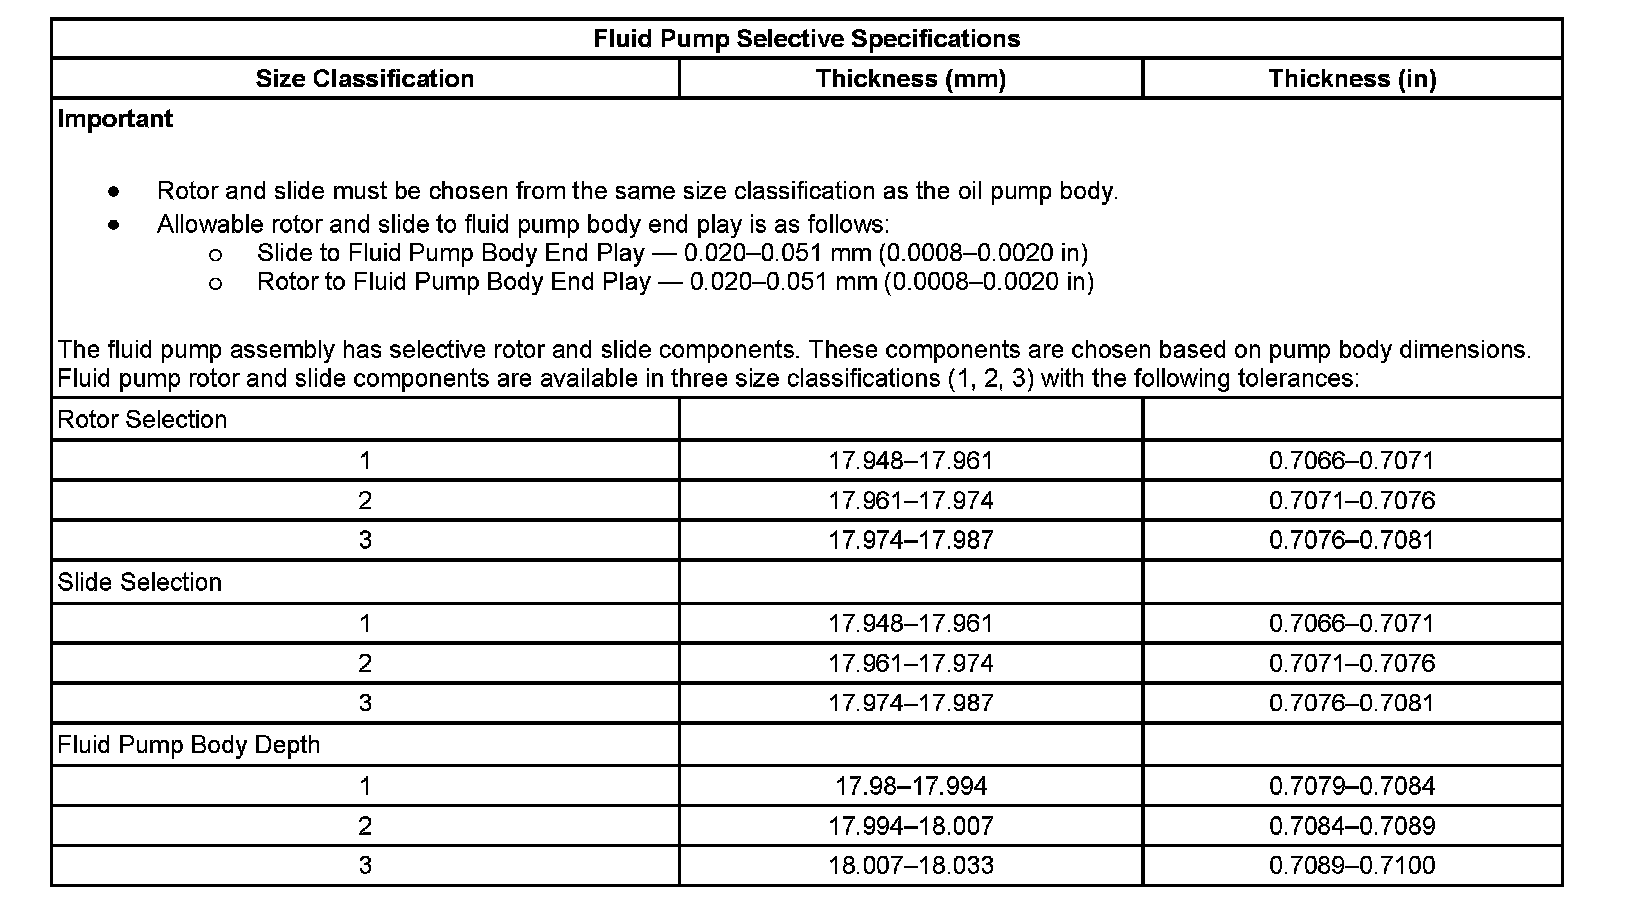 Fluid Pump Selective Specifications
Size Classification Thickness (mm) Thickness (in)
Important
● Rotor and slide must be chosen from the same size classification as the oil pump body.
● Allowable rotor and slide to fluid pump body end play is as follows:
o Slide to Fluid Pump Body End Play — 0.020–0.051 mm (0.0008–0.0020 in)
o Rotor to Fluid Pump Body End Play — 0.020–0.051 mm (0.0008–0.0020 in)
The fluid pump assembly has selective rotor and slide components. These components are chosen based on pump body dimensions.
Fluid pump rotor and slide components are available in three size classifications (1, 2, 3) with the following tolerances:
Rotor Selection
1 17.948–17.961 0.7066–0.7071
2 17.961–17.974 0.7071–0.7076
3 17.974–17.987 0.7076–0.7081
Slide Selection
1 17.948–17.961 0.7066–0.7071
2 17.961–17.974 0.7071–0.7076
3 17.974–17.987 0.7076–0.7081
Fluid Pump Body Depth
1 17.98–17.994 0.7079–0.7084
2 17.994–18.007 0.7084–0.7089
3 18.007–18.033 0.7089–0.7100